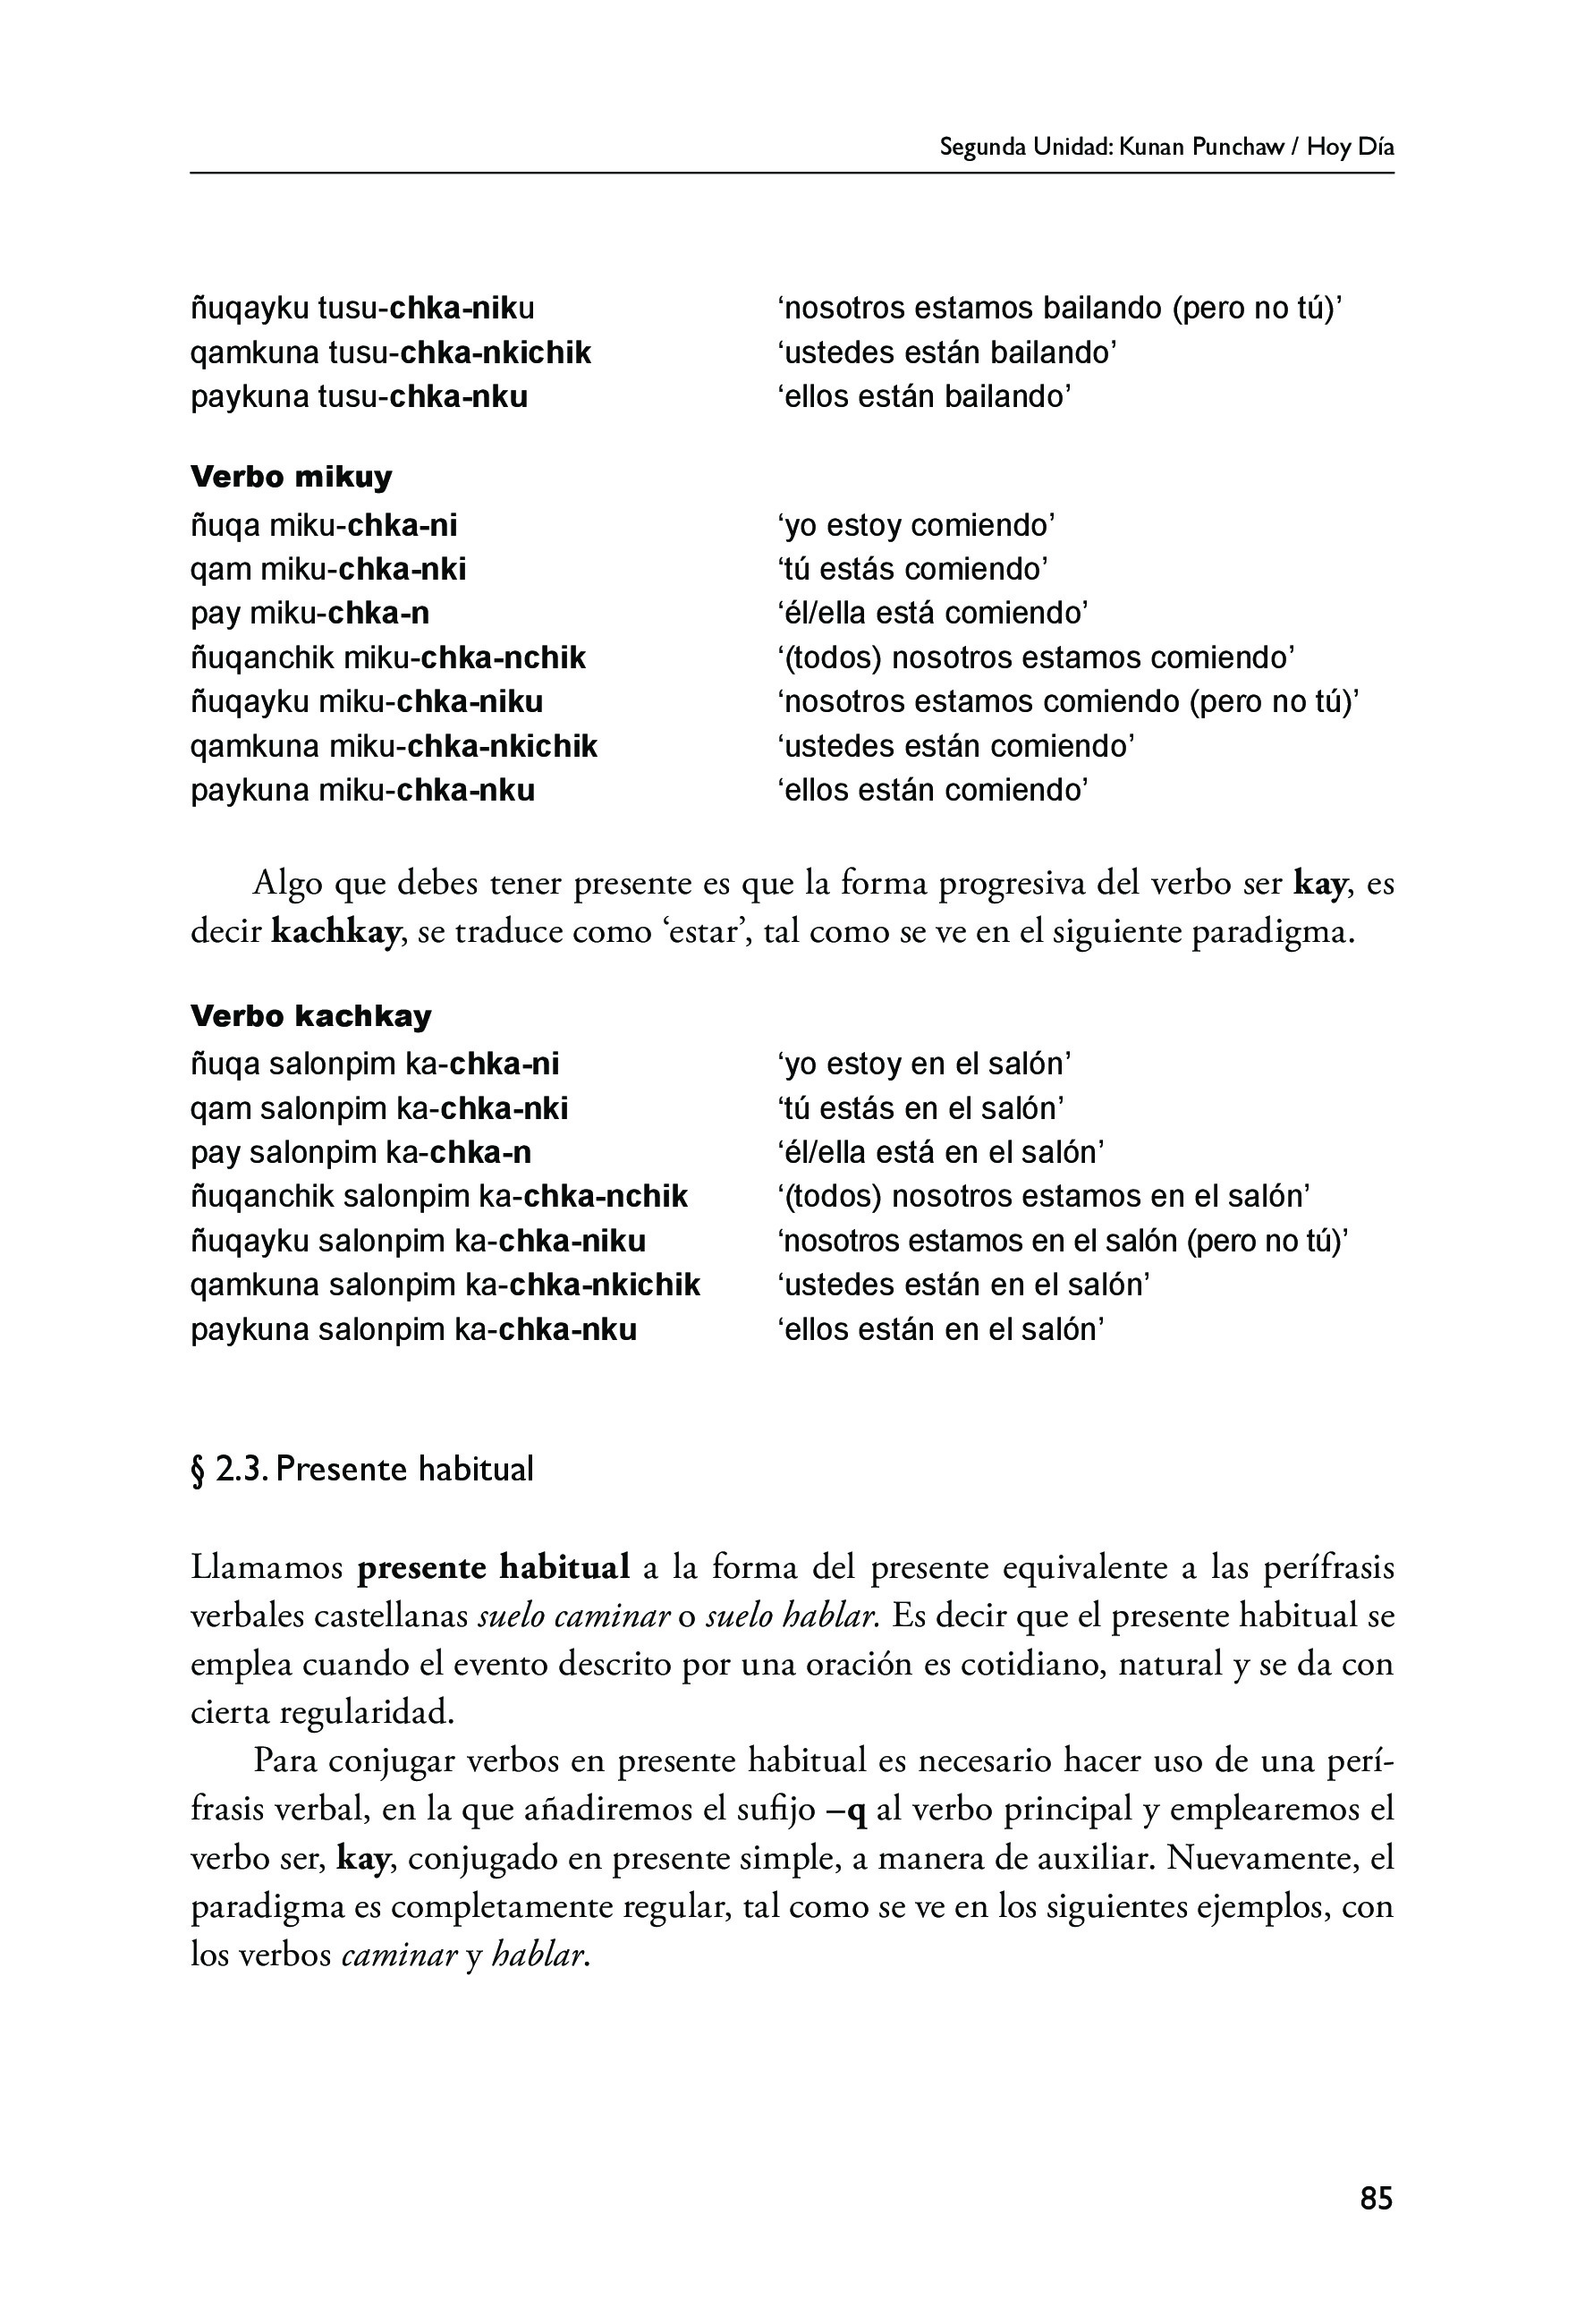 Segunda Unidad: Kunan Punchaw / Hoy Día
ñuqayku tusu-chka-niku ‘nosotros estamos bailando (pero no tú)’
qamkuna tusu-chka-nkichik ‘ustedes están bailando’
paykuna tusu-chka-nku ‘ellos están bailando’
Verbo mikuy
ñuqa miku-chka-ni ‘yo estoy comiendo’
qam miku-chka-nki ‘tú estás comiendo’
pay miku-chka-n ‘él/ella está comiendo’
ñuqanchik miku-chka-nchik ‘(todos) nosotros estamos comiendo’
ñuqayku miku-chka-niku ‘nosotros estamos comiendo (pero no tú)’
qamkuna miku-chka-nkichik ‘ustedes están comiendo’
paykuna miku-chka-nku ‘ellos están comiendo’
Algo que debes tener presente es que la forma progresiva del verbo ser kay, es
decir kachkay, se traduce como ‘estar’, tal como se ve en el siguiente paradigma.
Verbo kachkay
ñuqa salonpim ka-chka-ni ‘yo estoy en el salón’
qam salonpim ka-chka-nki ‘tú estás en el salón’
pay salonpim ka-chka-n ‘él/ella está en el salón’
ñuqanchik salonpim ka-chka-nchik ‘(todos) nosotros estamos en el salón’
ñuqayku salonpim ka-chka-niku ‘nosotros estamos en el salón (pero no tú)’
qamkuna salonpim ka-chka-nkichik ‘ustedes están en el salón’
paykuna salonpim ka-chka-nku ‘ellos están en el salón’
§ 2.3. Presente habitual
Llamamos presente habitual a la forma del presente equivalente a las perífrasis
verbales castellanas suelo caminar o suelo hablar. Es decir que el presente habitual se
emplea cuando el evento descrito por una oración es cotidiano, natural y se da con
cierta regularidad.
Para conjugar verbos en presente habitual es necesario hacer uso de una perí-
frasis verbal, en la que añadiremos el sufijo –q al verbo principal y emplearemos el
verbo ser, kay, conjugado en presente simple, a manera de auxiliar. Nuevamente, el
paradigma es completamente regular, tal como se ve en los siguientes ejemplos, con
los verbos caminar y hablar.
85